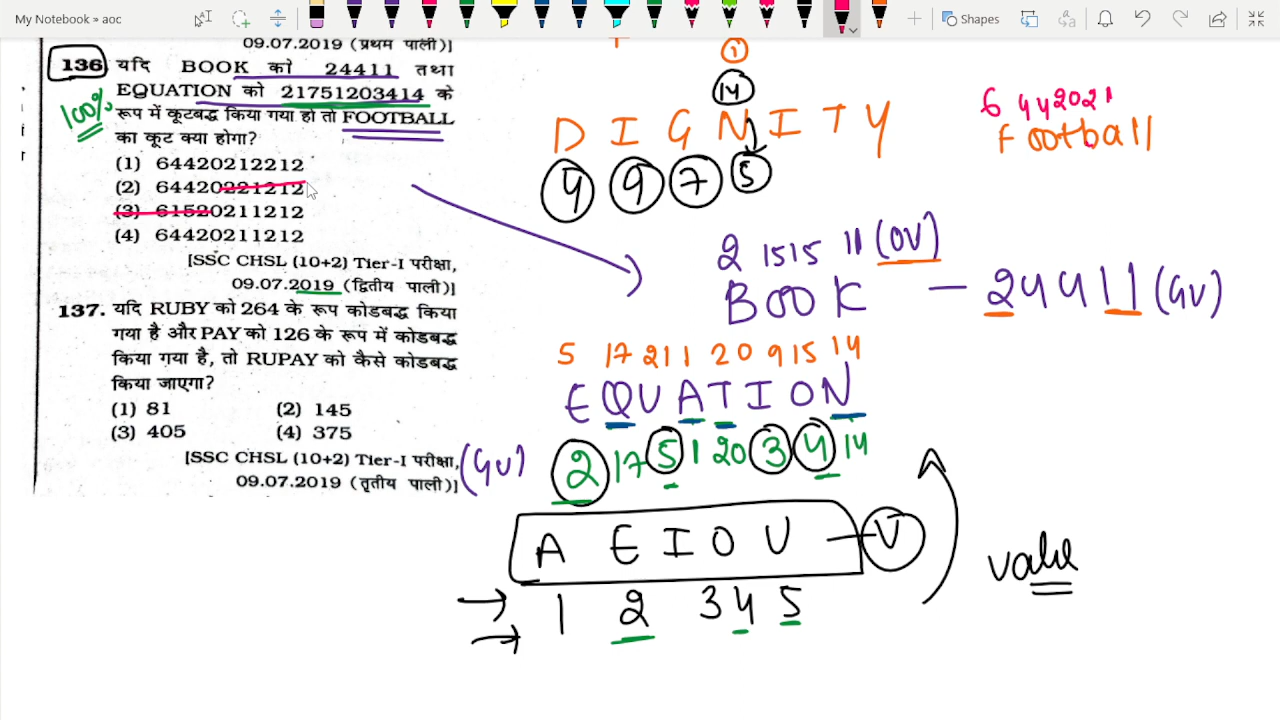 My Notebook » aoc
Shapes
09.07.2019 (प्रथम पाली)]
136 यदि BOOK को 24411 तथा
EQUATION को 21751203414 के
100%
रूप में कूटबद्ध किया गया हो तो FOOTBALL
का कूट क्या होगा?
(1) 64420212212
(2) 64420221212
(3) 61520211212
(4) 64420211212
[SSC CHSL (10+2) Tier-I परीक्षा,
09.07.2019 (द्वितीय पाली)]
137. यदि RUBY को 264 के रूप कोडबद्ध किया
गया है और PAY को 126 के रूप में कोडबद्ध
किया गया है, तो RUPAY को कैसे कोडबद्ध
किया जाएगा?
(1) 81 (2) 145
(3) 405 (4) 375
[SSC CHSL (10+2) Tier-I परीक्षा,
09.07.2019 (तृतीय पाली)]
14
D I G N I T Y
4 9 7 5
6 442021
Football
2 15 15 11 (OV)
BOOK - 24411 (GV)
5 17 21 1 20 9 15 14
EQUATION
(GV) 2 17 5 1 20 3 4 14
A E I O U - V
1 2 3 4 5
value